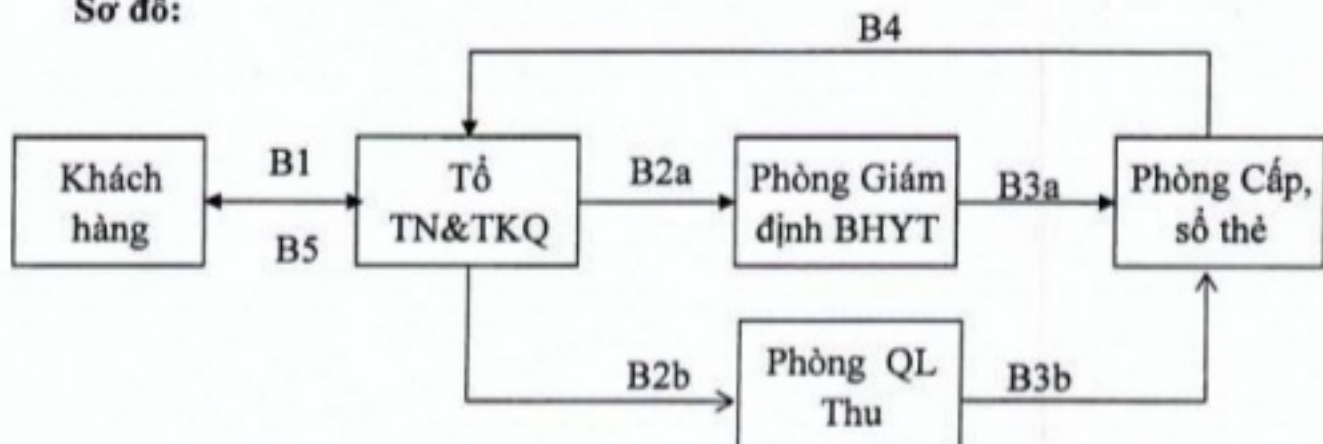 Sơ đồ:
B4
Khách
hàng
B1
B5
Tổ
TN&TKQ
B2a
Phòng Giám
định BHYT
B3a
Phòng Cấp,
sổ thẻ
B2b
Phòng QL
Thu
B3b